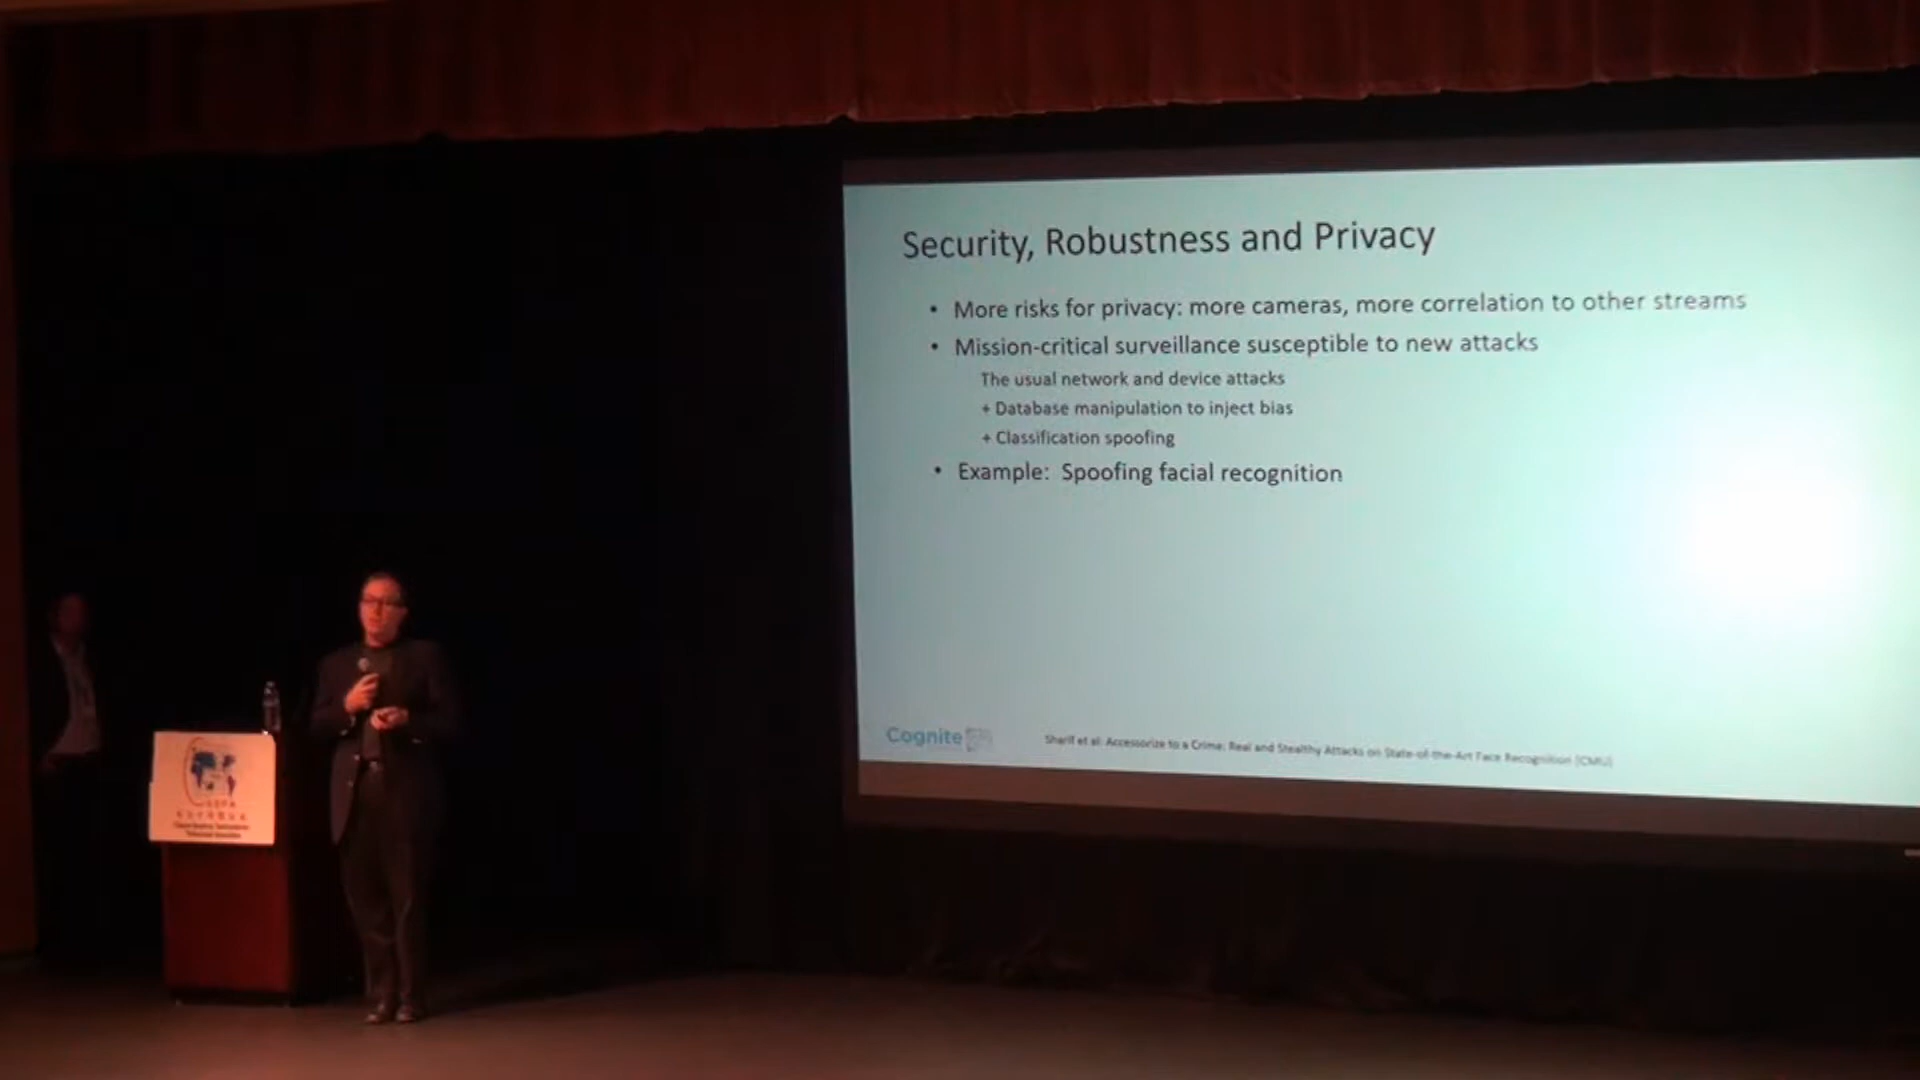 Security, Robustness and Privacy
• More risks for privacy: more cameras, more correlation to other streams
• Mission-critical surveillance susceptible to new attacks
The usual network and device attacks
+ Database manipulation to inject bias
+ Classification spoofing
• Example: Spoofing facial recognition
Cognite
Sharif et al: Accessorize to a Crime: Real and Stealthy Attacks on State-of-the-Art Face Recognition (CMU)